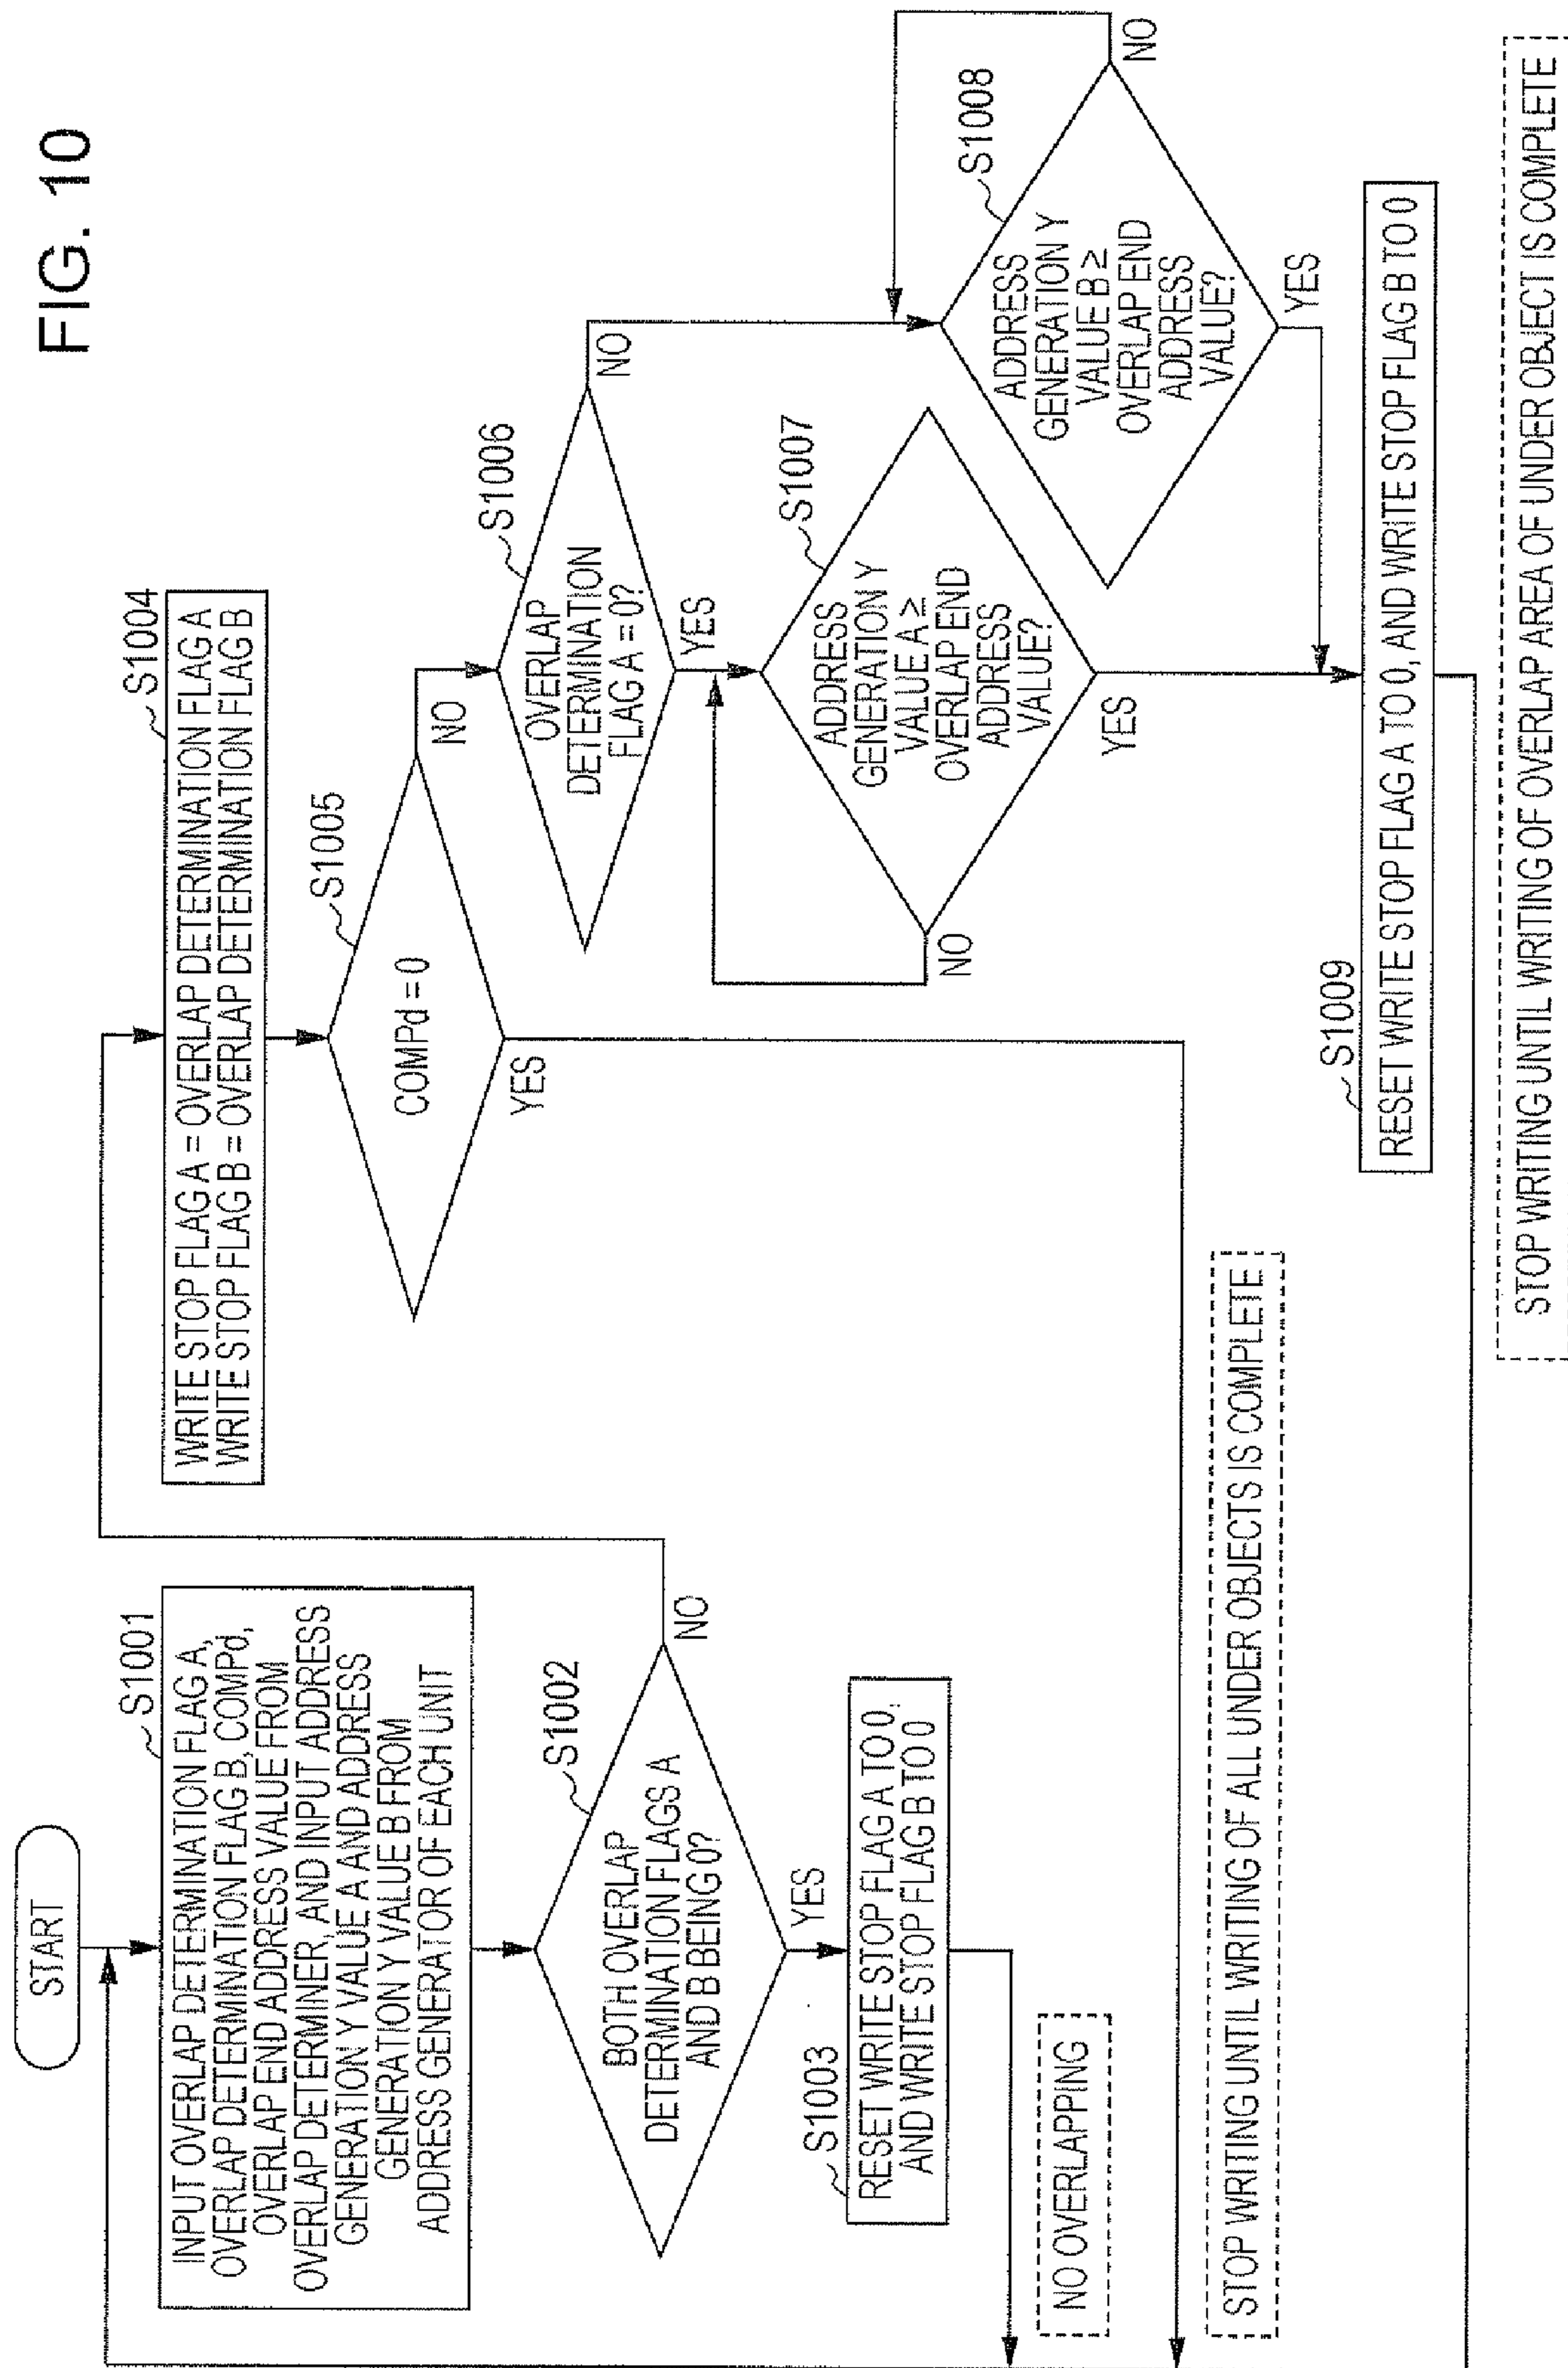 FIG. 10
START
S1001
INPUT OVERLAP DETERMINATION FLAG A,
OVERLAP DETERMINATION FLAG B, COMPd,
OVERLAP END ADDRESS VALUE FROM
OVERLAP DETERMINER, AND INPUT ADDRESS
GENERATION Y VALUE A AND ADDRESS
GENERATION Y VALUE B FROM
ADDRESS GENERATOR OF EACH UNIT
S1002
BOTH OVERLAP
DETERMINATION FLAGS A
AND B BEING 0?
NO
YES
S1003
RESET WRITE STOP FLAG A TO 0,
AND WRITE STOP FLAG B TO 0
NO OVERLAPPING
S1004
WRITE STOP FLAG A = OVERLAP DETERMINATION FLAG A
WRITE STOP FLAG B = OVERLAP DETERMINATION FLAG B
S1005
COMPd = 0
NO
YES
STOP WRITING UNTIL WRITING OF ALL UNDER OBJECTS IS COMPLETE
S1006
OVERLAP
DETERMINATION
FLAG A = 0?
NO
YES
S1007
ADDRESS
GENERATION Y
VALUE A ≥
OVERLAP END
ADDRESS
VALUE?
NO
YES
S1008
ADDRESS
GENERATION Y
VALUE B ≥
OVERLAP END
ADDRESS
VALUE?
NO
YES
S1009
RESET WRITE STOP FLAG A TO 0, AND WRITE STOP FLAG B TO 0
STOP WRITING UNTIL WRITING OF OVERLAP AREA OF UNDER OBJECT IS COMPLETE